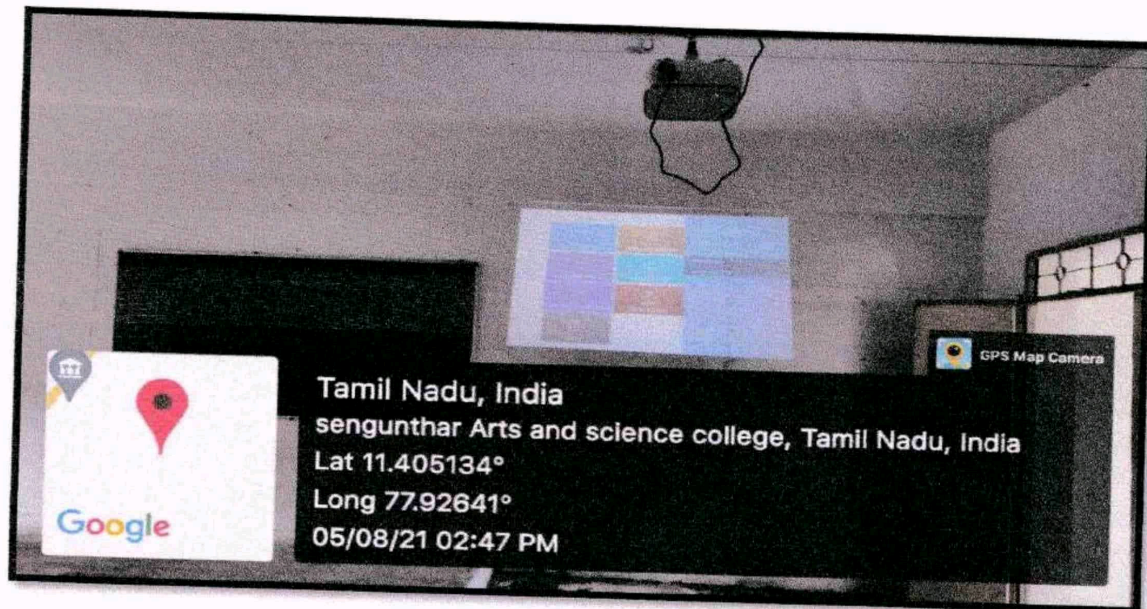 GPS Map Camera
Tamil Nadu, India
sengunthar Arts and science college, Tamil Nadu, India
Lat 11.405134°
Long 77.92641°
05/08/21 02:47 PM
Google